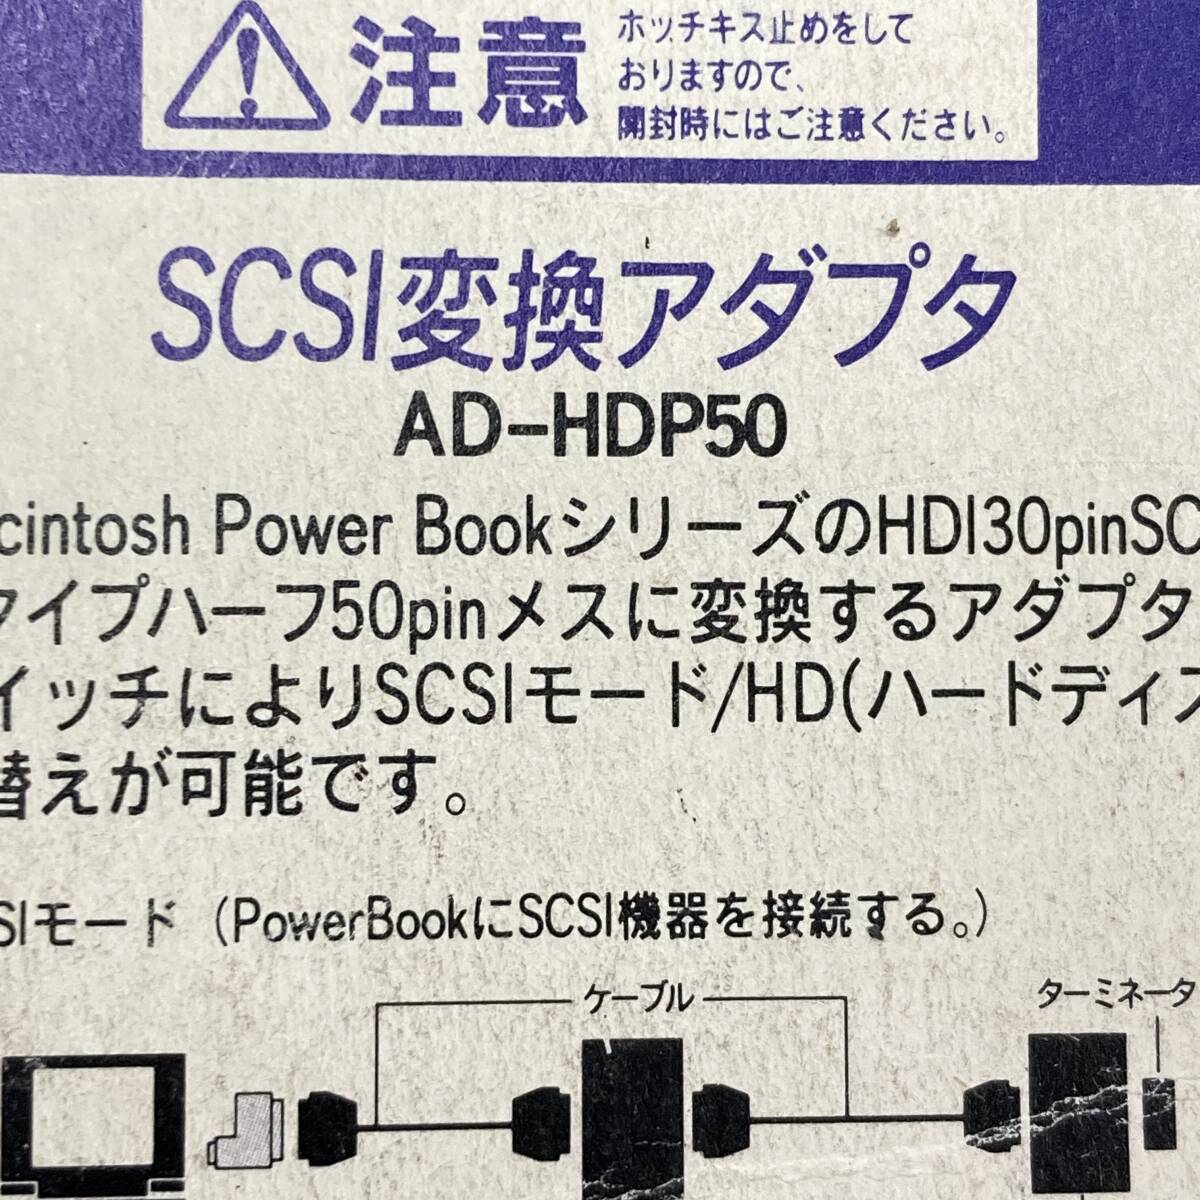 注意
ホッチキス止めをして
おりますので、
開封時にはご注意ください。
SCSI変換アダプタ
AD-HDP50
cintosh Power BookシリーズのHDI30pinSC
タイプハーフ50pinメスに変換するアダプタ
イッチによりSCSIモード/HD(ハードディス
替えが可能です。
SIモード（PowerBookにSCSI機器を接続する。）
ケーブル
ターミネータ